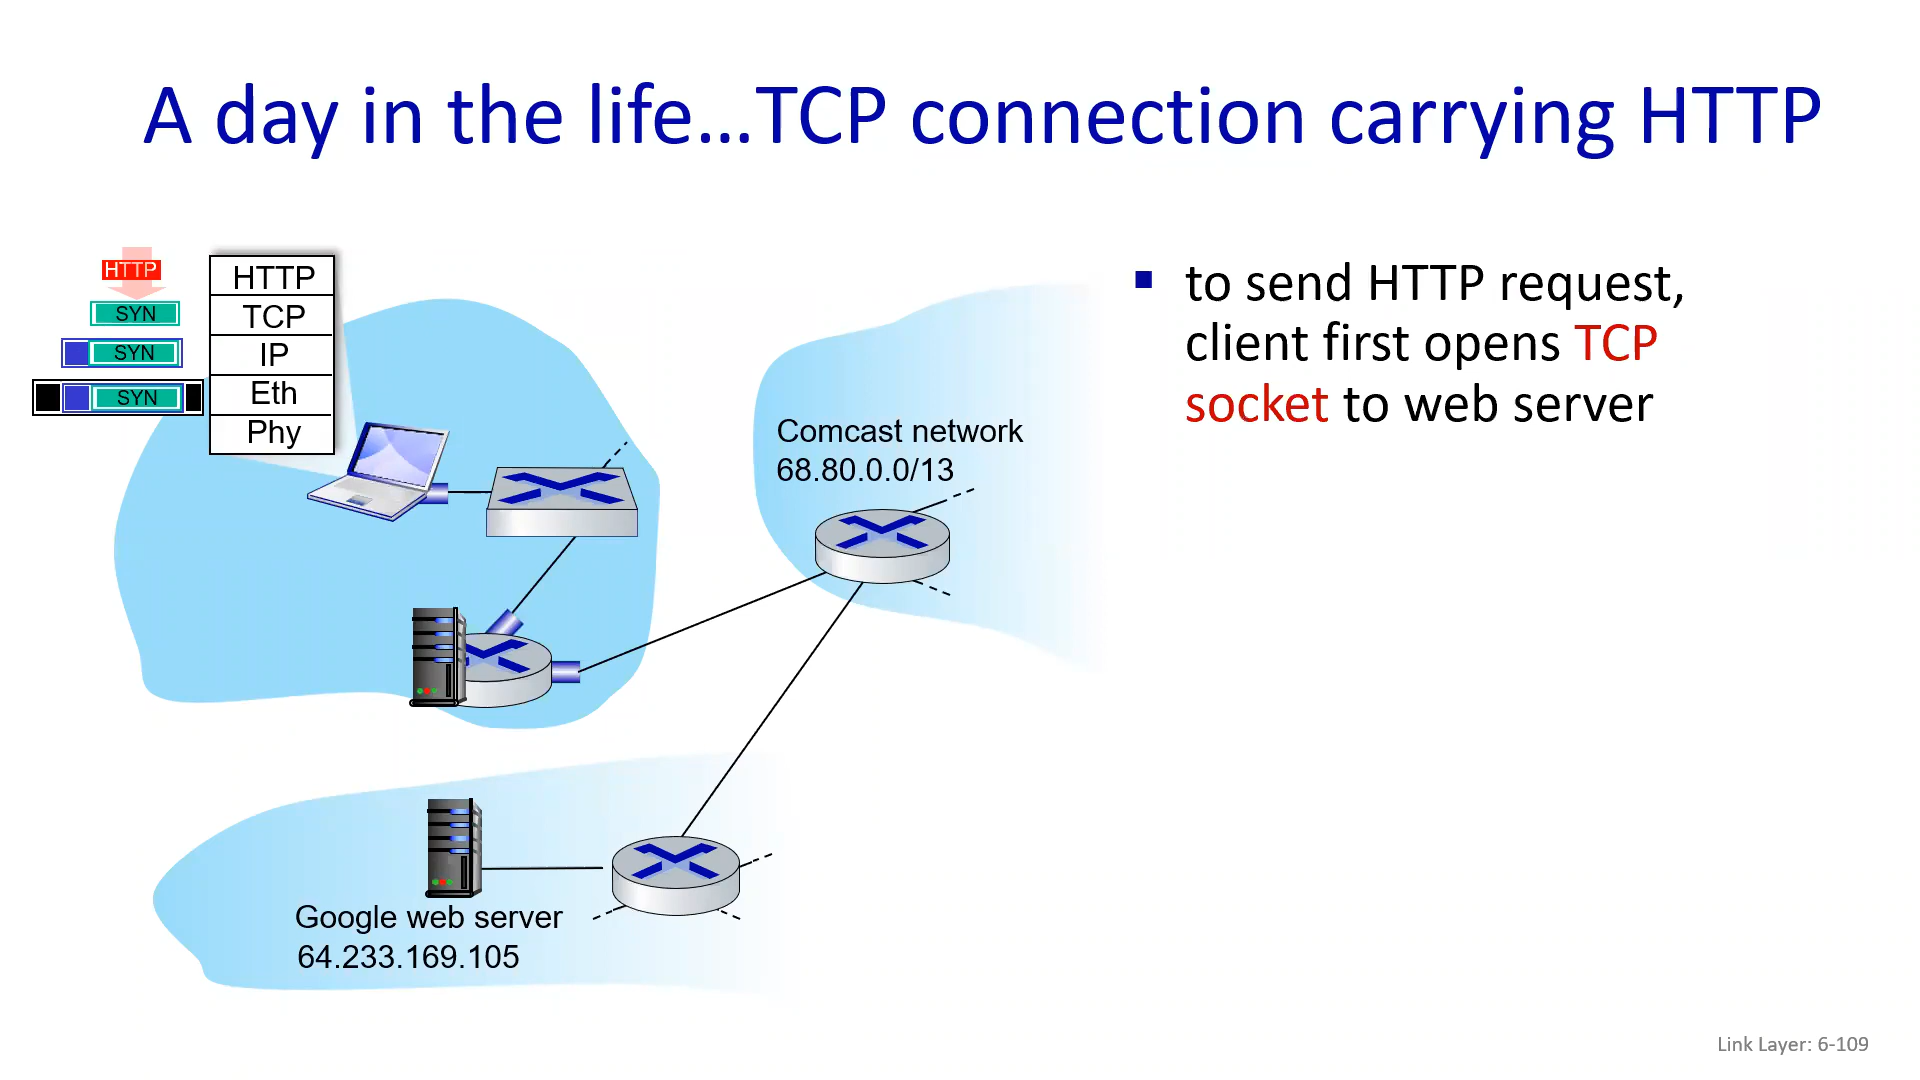 A day in the life…TCP connection carrying HTTP
HTTP
SYN
SYN
SYN
HTTP
TCP
IP
Eth
Phy
to send HTTP request,
client first opens TCP
socket to web server
Comcast network
68.80.0.0/13
Google web server
64.233.169.105
Link Layer: 6-109